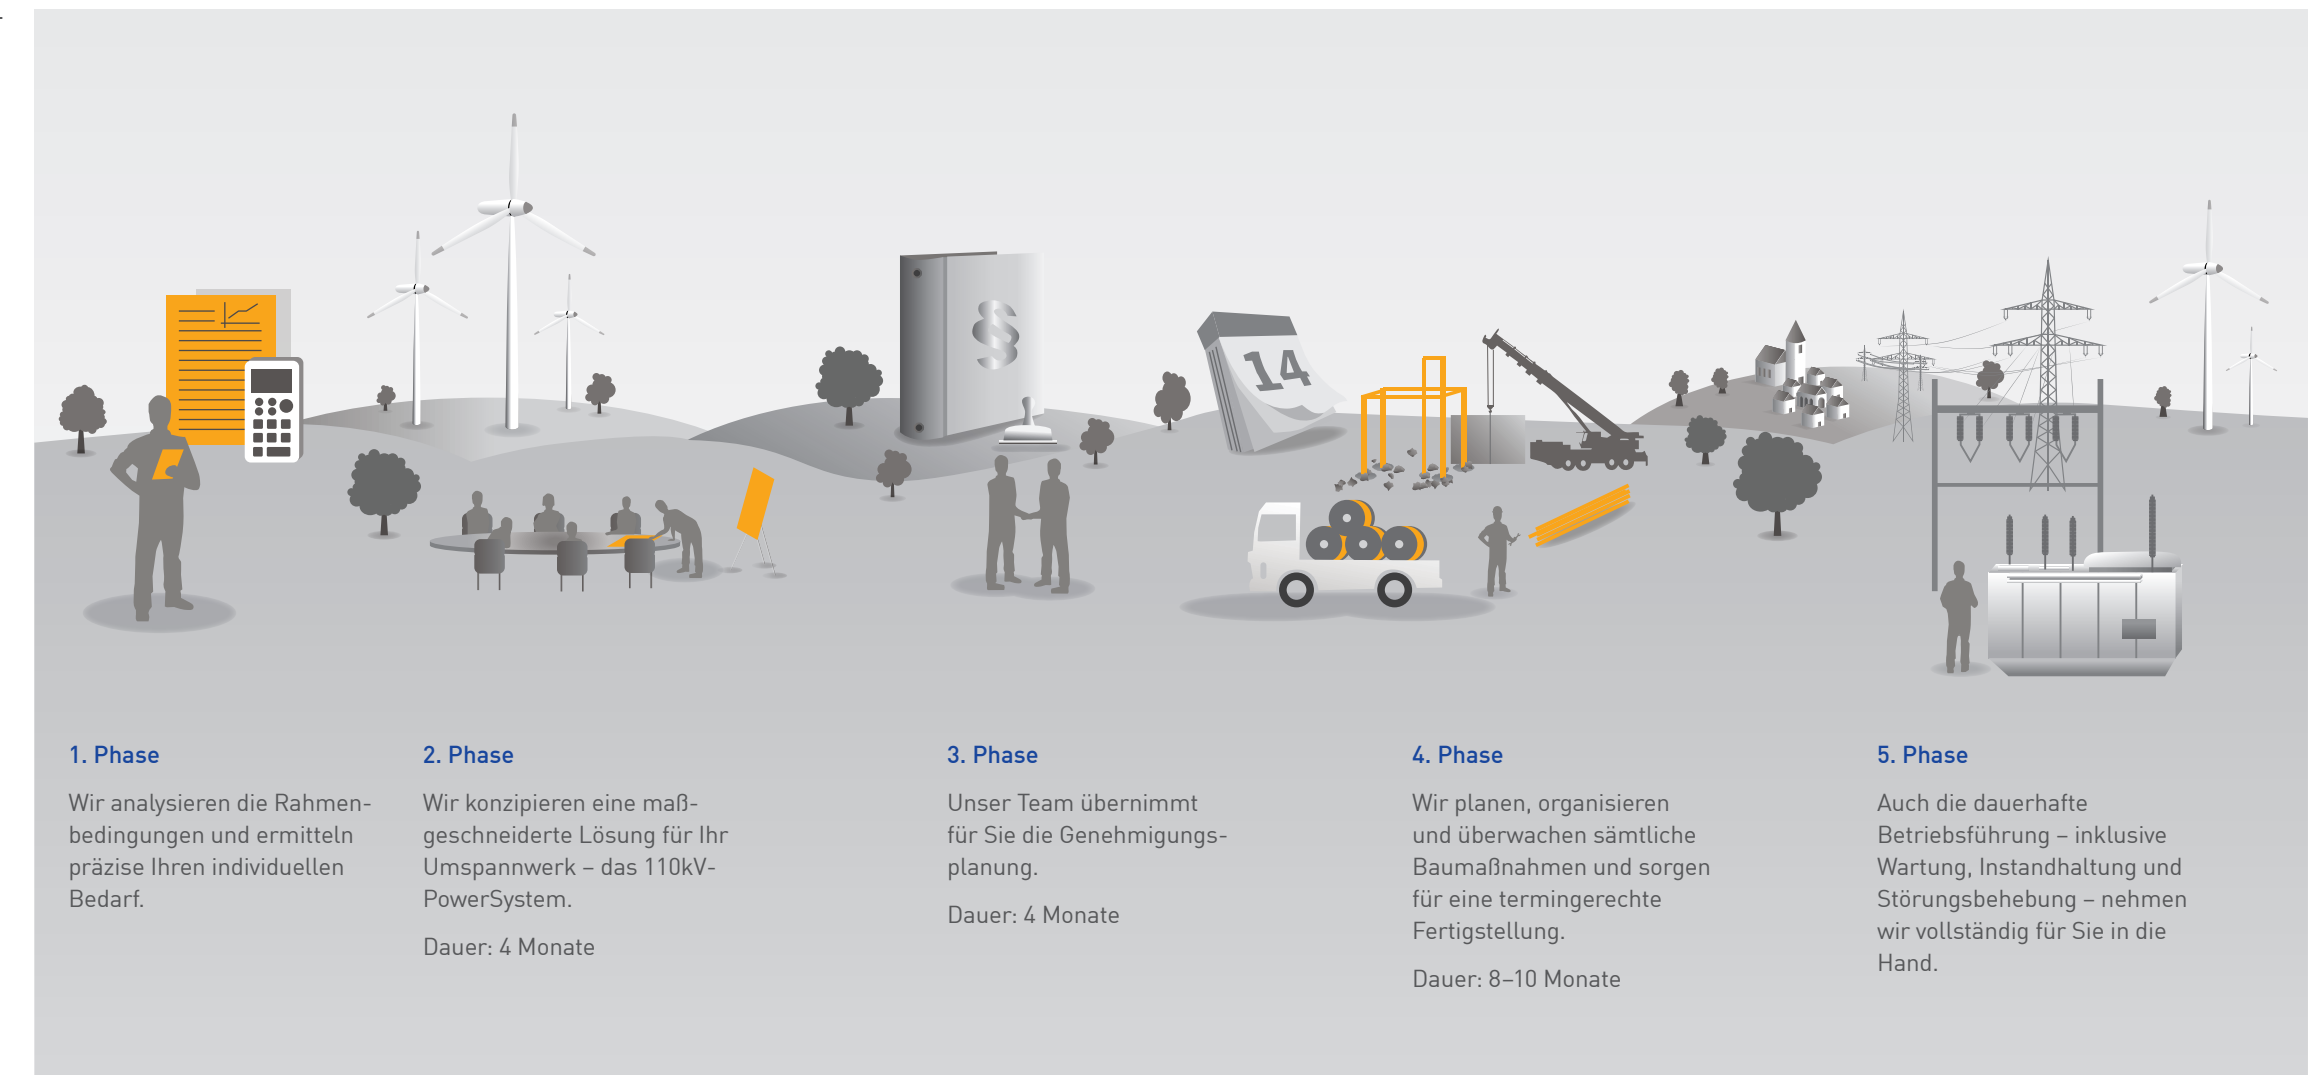 §
14
1. Phase
Wir analysieren die Rahmen-
bedingungen und ermitteln
präzise Ihren individuellen
Bedarf.
2. Phase
Wir konzipieren eine maß-
geschneiderte Lösung für Ihr
Umspannwerk – das 110kV-
PowerSystem.
Dauer: 4 Monate
3. Phase
Unser Team übernimmt
für Sie die Genehmigungs-
planung.
Dauer: 4 Monate
4. Phase
Wir planen, organisieren
und überwachen sämtliche
Baumaßnahmen und sorgen
für eine termingerechte
Fertigstellung.
Dauer: 8–10 Monate
5. Phase
Auch die dauerhafte
Betriebsführung – inklusive
Wartung, Instandhaltung und
Störungsbehebung – nehmen
wir vollständig für Sie in die
Hand.